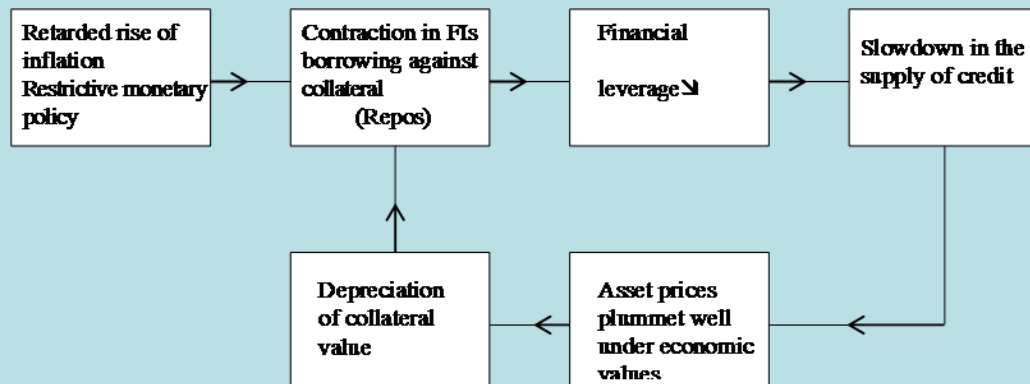 Retarded rise of
inflation
Restrictive monetary
policy
Contraction in FIs
borrowing against
collateral
(Repos)
Financial
leverage↘
Slowdown in the
supply of credit
Depreciation
of collateral
value
Asset prices
plummet well
under economic
values